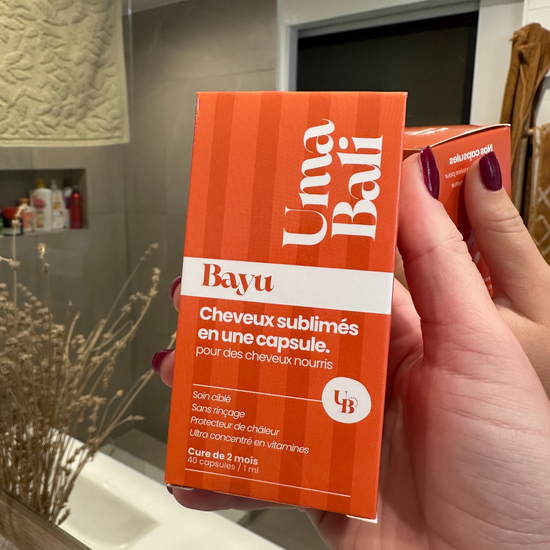 Uma
Bali
Bayu
Cheveux sublimés
en une capsule.
pour des cheveux nourris
UB
Soin ciblé
Sans rinçage
Protecteur de chaleur
Ultra concentré en vitamines
Cure de 2 mois
40 capsules / 1 ml
Nos capsules